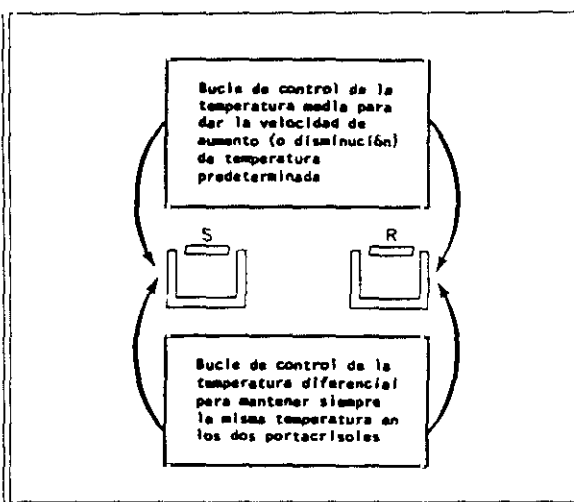 Bucle de control de la
temperatura media para
dar la velocidad de
aumento (o disminución)
de temperatura
predeterminada
S R
Bucle de control de la
temperatura diferencial
para mantener siempre
la misma temperatura en
los dos portacrisoles